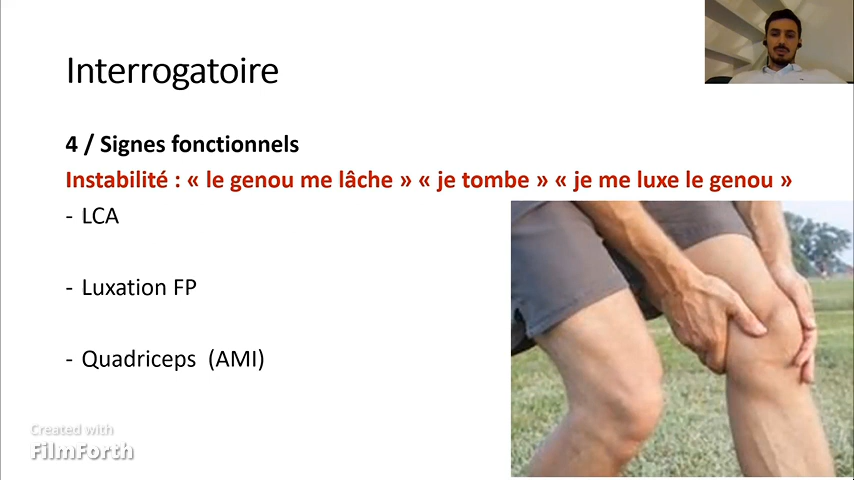 Interrogatoire
4 / Signes fonctionnels
Instabilité : « le genou me lâche » « je tombe » « je me luxe le genou »
- LCA
- Luxation FP
- Quadriceps (AMI)
Created with
FilmForth